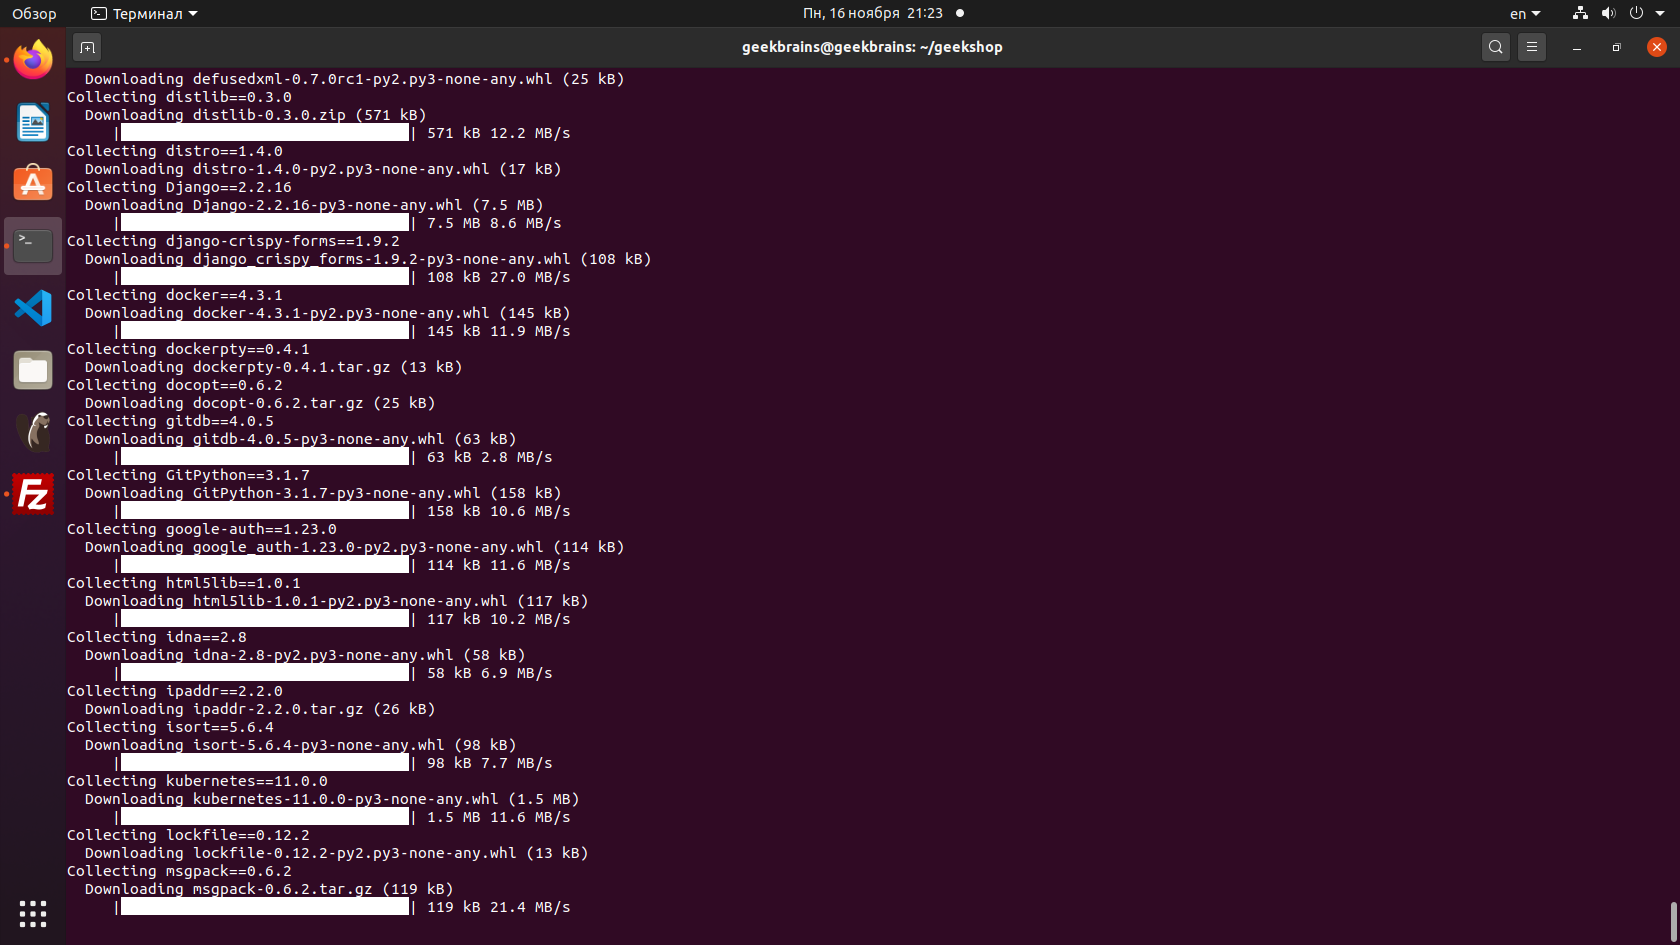 Обзор
Терминал
Пн, 16 ноября 21:23
en
geekbrains@geekbrains: ~/geekshop
Downloading defusedxml-0.7.0rc1-py2.py3-none-any.whl (25 kB)
Collecting distlib==0.3.0
Downloading distlib-0.3.0.zip (571 kB)
|| 571 kB 12.2 MB/s
Collecting distro==1.4.0
Downloading distro-1.4.0-py2.py3-none-any.whl (17 kB)
Collecting Django==2.2.16
Downloading Django-2.2.16-py3-none-any.whl (7.5 MB)
|| 7.5 MB 8.6 MB/s
Collecting django-crispy-forms==1.9.2
Downloading django_crispy_forms-1.9.2-py3-none-any.whl (108 kB)
|| 108 kB 27.0 MB/s
Collecting docker==4.3.1
Downloading docker-4.3.1-py2.py3-none-any.whl (145 kB)
|| 145 kB 11.9 MB/s
Collecting dockerpty==0.4.1
Downloading dockerpty-0.4.1.tar.gz (13 kB)
Collecting docopt==0.6.2
Downloading docopt-0.6.2.tar.gz (25 kB)
Collecting gitdb==4.0.5
Downloading gitdb-4.0.5-py3-none-any.whl (63 kB)
|| 63 kB 2.8 MB/s
Collecting GitPython==3.1.7
Downloading GitPython-3.1.7-py3-none-any.whl (158 kB)
|| 158 kB 10.6 MB/s
Collecting google-auth==1.23.0
Downloading google_auth-1.23.0-py2.py3-none-any.whl (114 kB)
|| 114 kB 11.6 MB/s
Collecting html5lib==1.0.1
Downloading html5lib-1.0.1-py2.py3-none-any.whl (117 kB)
|| 117 kB 10.2 MB/s
Collecting idna==2.8
Downloading idna-2.8-py2.py3-none-any.whl (58 kB)
|| 58 kB 6.9 MB/s
Collecting ipaddr==2.2.0
Downloading ipaddr-2.2.0.tar.gz (26 kB)
Collecting isort==5.6.4
Downloading isort-5.6.4-py3-none-any.whl (98 kB)
|| 98 kB 7.7 MB/s
Collecting kubernetes==11.0.0
Downloading kubernetes-11.0.0-py3-none-any.whl (1.5 MB)
|| 1.5 MB 11.6 MB/s
Collecting lockfile==0.12.2
Downloading lockfile-0.12.2-py2.py3-none-any.whl (13 kB)
Collecting msgpack==0.6.2
Downloading msgpack-0.6.2.tar.gz (119 kB)
|| 119 kB 21.4 MB/s